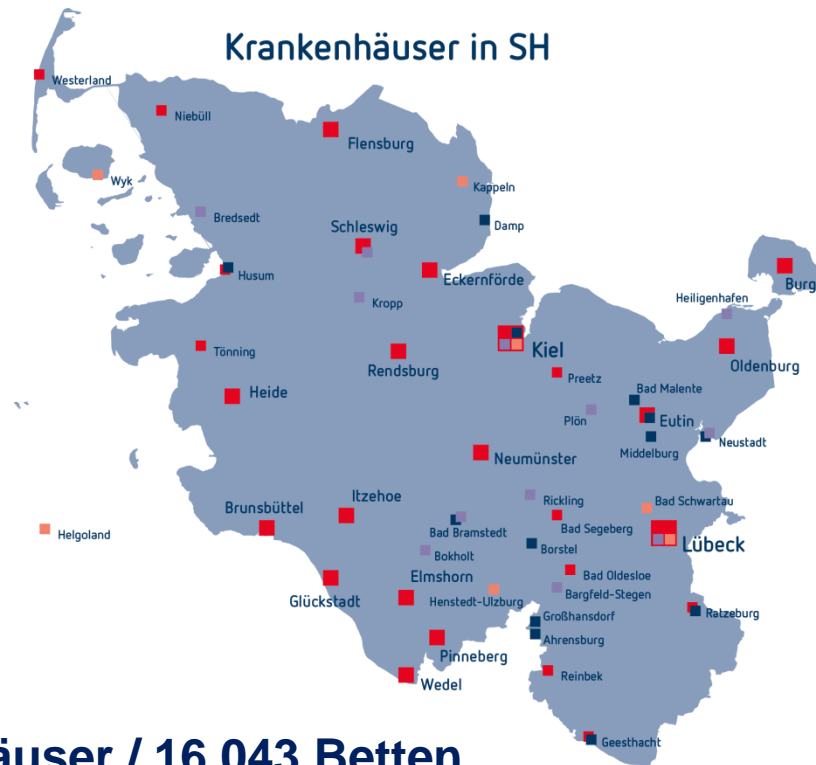 Krankenhäuser in SH
Westerland
Niebüll
Flensburg
Wyk
Kappeln
Bredsedt
Damp
Schleswig
Husum
Eckernförde
Burg
Kropp
Heiligenhafen
Tönning
Rendsburg
Kiel
Oldenburg
Preetz
Heide
Bad Malente
Plön
Eutin
Neustadt
Middelburg
Neumünster
Itzehoe
Rickling
Bad Schwartau
Brunsbüttel
Bad Segeberg
Helgoland
Bad Bramstedt
Lübeck
Bokholt
Borstel
Elmshorn
Bad Oldesloe
Glückstadt
Henstedt-Ulzburg
Bargfeld-Stegen
Großhansdorf
Ratzeburg
Ahrensburg
Pinneberg
Reinbek
Wedel
Geesthacht
äuser / 16 043 Betten